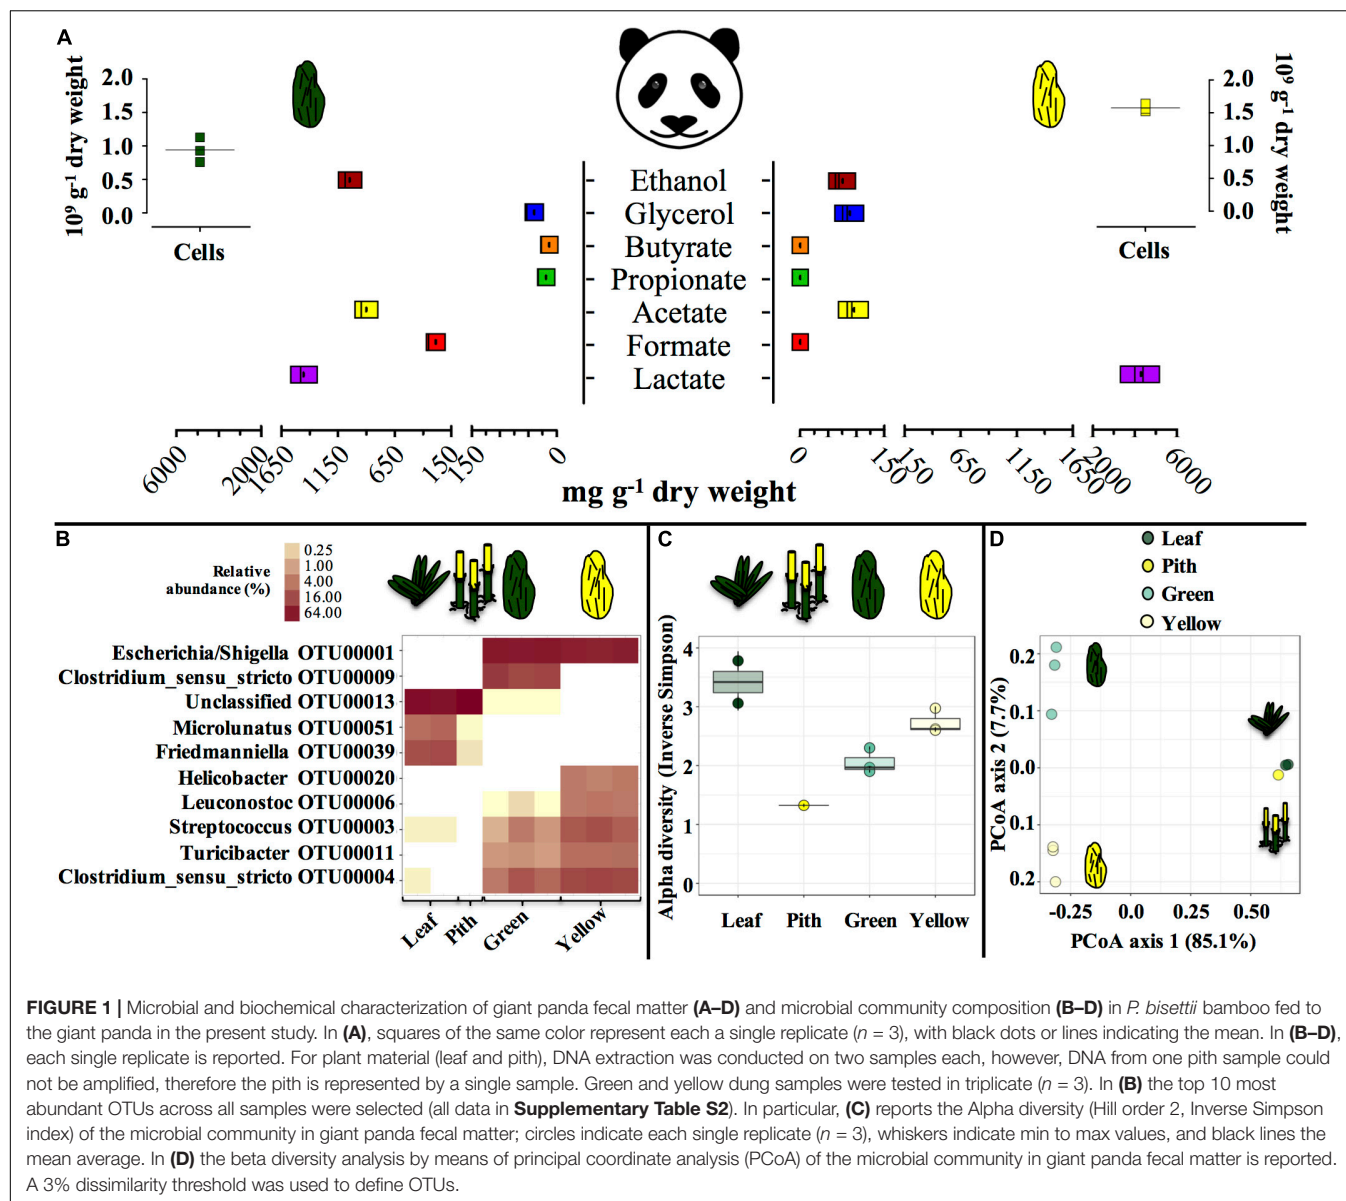 A
10⁹ g⁻¹ dry weight
2.0
1.5
1.0
0.5
0.0
Cells
Ethanol
Glycerol
Butyrate
Propionate
Acetate
Formate
Lactate
2.0
1.5
1.0
0.5
0.0
10⁹ g⁻¹ dry weight
Cells
6000
2000
1650
1150
650
150
150
0
0
150
150
650
1150
1650
2000
6000
mg g⁻¹ dry weight
B
Relative
abundance (%)
0.25
1.00
4.00
16.00
64.00
Escherichia/Shigella OTU00001
Clostridium_sensu_stricto OTU00009
Unclassified OTU00013
Microlunatus OTU00051
Friedmanniella OTU00039
Helicobacter OTU00020
Leuconostoc OTU00006
Streptococcus OTU00003
Turicibacter OTU00011
Clostridium_sensu_stricto OTU00004
Leaf
Pith
Green
Yellow
C
Alpha diversity (Inverse Simpson)
4
3
2
1
0
Leaf
Pith
Green
Yellow
D
Leaf
Pith
Green
Yellow
PCoA axis 2 (7.7%)
0.2
0.1
0.0
0.1
0.2
-0.25
0.0
0.25
0.50
PCoA axis 1 (85.1%)
FIGURE 1 | Microbial and biochemical characterization of giant panda fecal matter (A–D) and microbial community composition (B–D) in P. bisettii bamboo fed to
the giant panda in the present study. In (A), squares of the same color represent each a single replicate (n = 3), with black dots or lines indicating the mean. In (B–D),
each single replicate is reported. For plant material (leaf and pith), DNA extraction was conducted on two samples each, however, DNA from one pith sample could
not be amplified, therefore the pith is represented by a single sample. Green and yellow dung samples were tested in triplicate (n = 3). In (B) the top 10 most
abundant OTUs across all samples were selected (all data in Supplementary Table S2). In particular, (C) reports the Alpha diversity (Hill order 2, Inverse Simpson
index) of the microbial community in giant panda fecal matter; circles indicate each single replicate (n = 3), whiskers indicate min to max values, and black lines the
mean average. In (D) the beta diversity analysis by means of principal coordinate analysis (PCoA) of the microbial community in giant panda fecal matter is reported.
A 3% dissimilarity threshold was used to define OTUs.